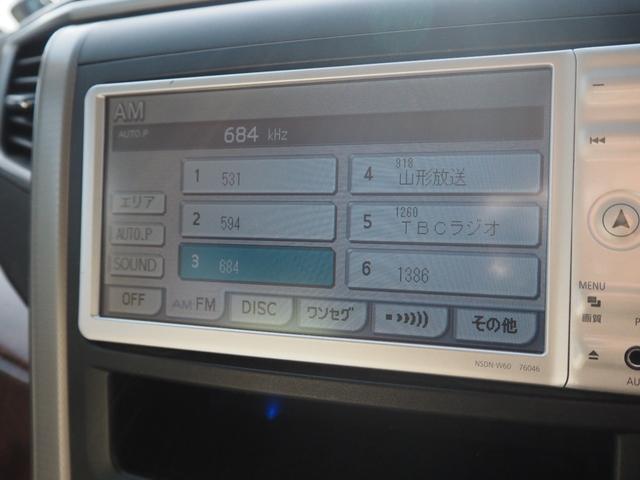 AM
AUTO.P
684 kHz
1 531
4 918 山形放送
2 594
5 1260 TBCラジオ
3 684
6 1386
エリア
AUTO.P
SOUND
OFF
AM FM
DISC
ワンセグ
その他
NSDN-W60 76046
MENU
画質
AU